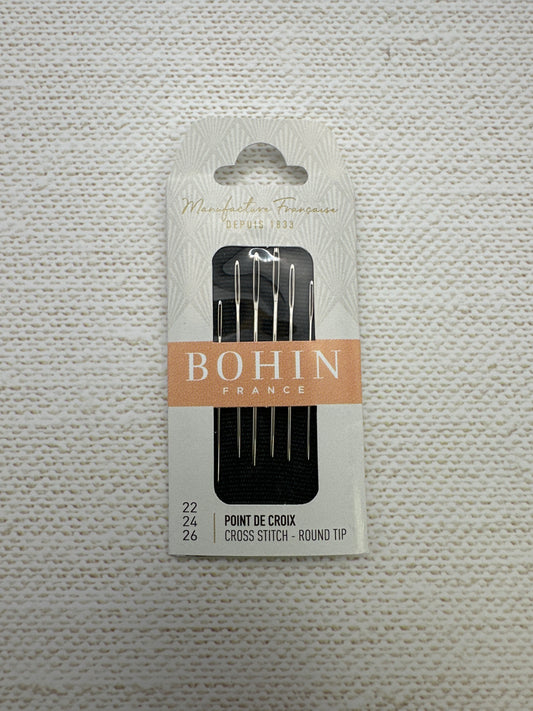 Manufacture Française
DEPUIS 1833
BOHIN
FRANCE
22
24
26
POINT DE CROIX
CROSS STITCH - ROUND TIP